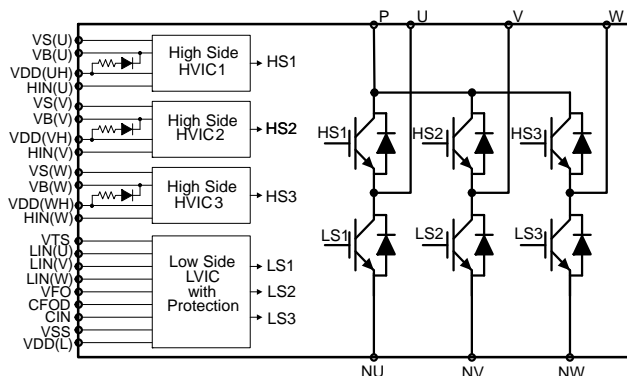 P U V W
VS(U)
VB(U)
VDD(UH)
HIN(U)
High Side
HVIC1
HS1
VS(V)
VB(V)
VDD(VH)
HIN(V)
High Side
HVIC2
HS2
VS(W)
VB(W)
VDD(WH)
HIN(W)
High Side
HVIC3
HS3
VTS
LIN(U)
LIN(V)
LIN(W)
VFO
CFOD
CIN
VSS
VDD(L)
Low Side
LVIC
with
Protection
LS1
LS2
LS3
HS1 HS2 HS3
LS1 LS2 LS3
NU NV NW